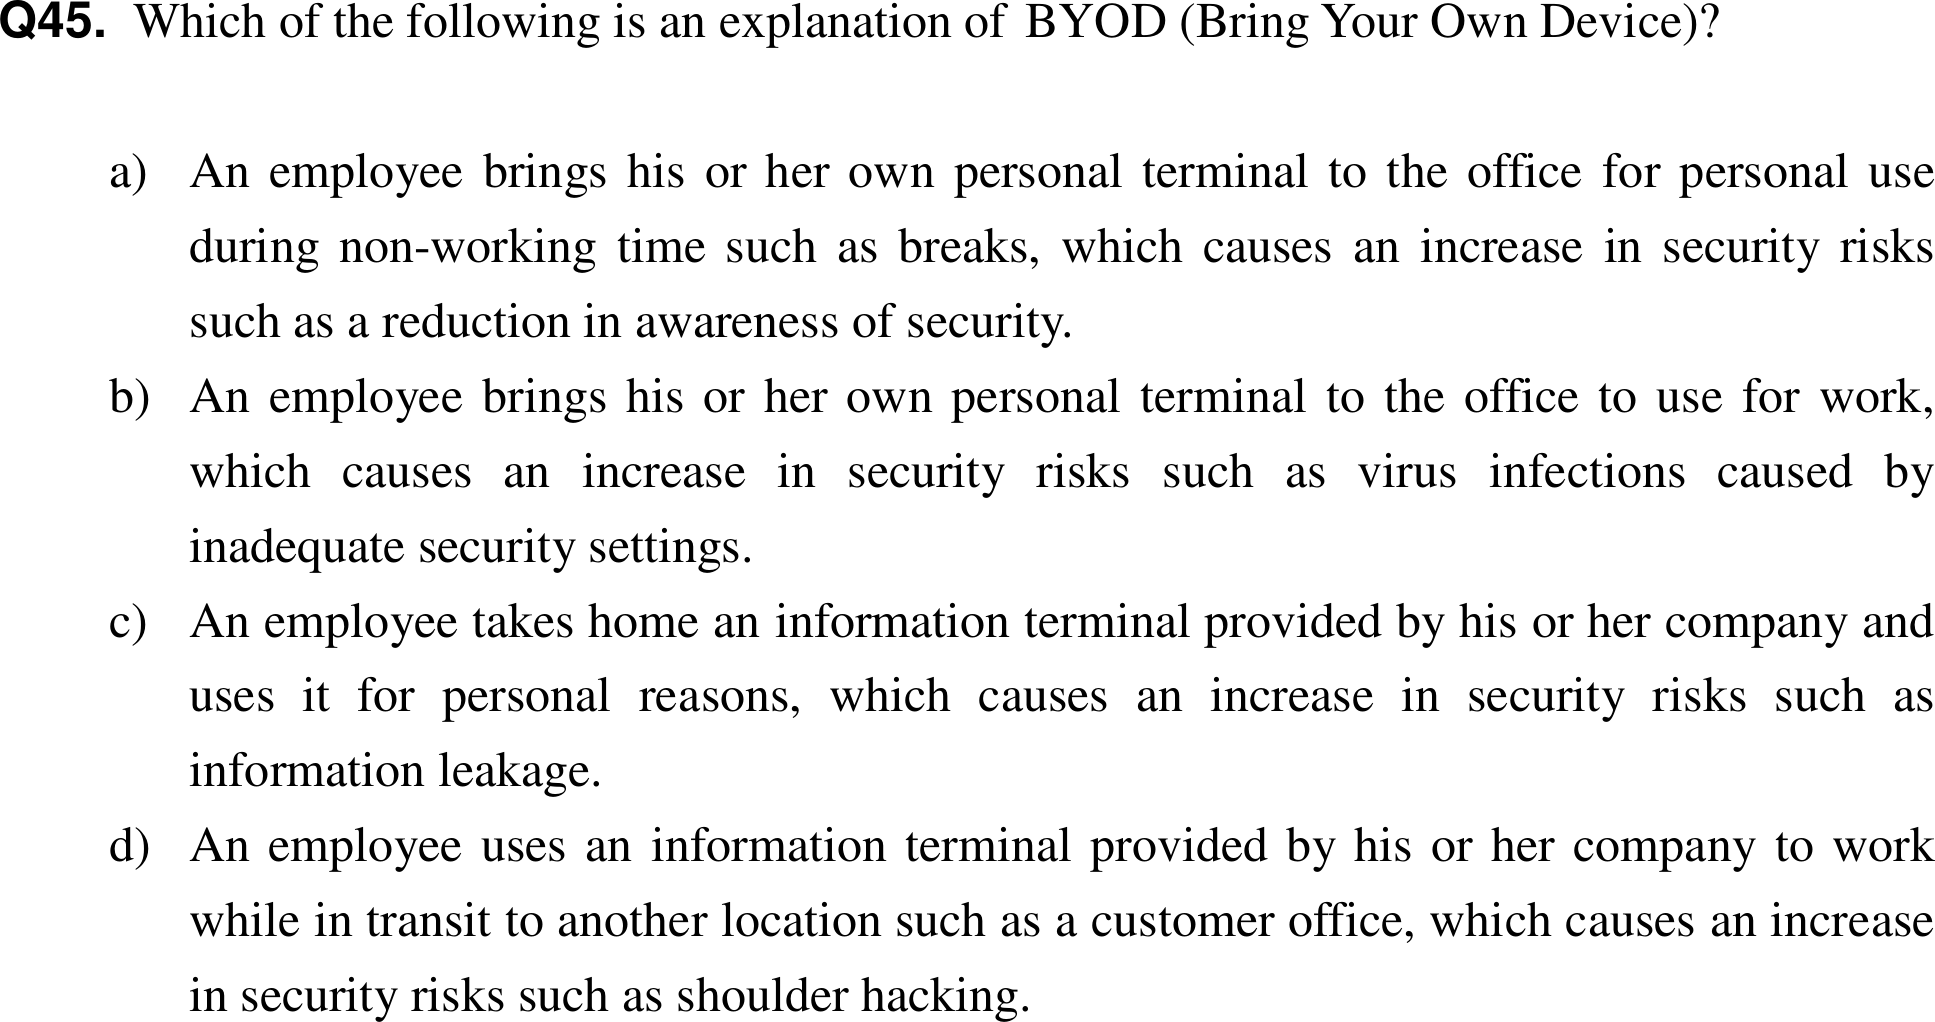 Q45. Which of the following is an explanation of BYOD (Bring Your Own Device)?
a) An employee brings his or her own personal terminal to the office for personal use
during non-working time such as breaks, which causes an increase in security risks
such as a reduction in awareness of security.
b) An employee brings his or her own personal terminal to the office to use for work,
which causes an increase in security risks such as virus infections caused by
inadequate security settings.
c) An employee takes home an information terminal provided by his or her company and
uses it for personal reasons, which causes an increase in security risks such as
information leakage.
d) An employee uses an information terminal provided by his or her company to work
while in transit to another location such as a customer office, which causes an increase
in security risks such as shoulder hacking.